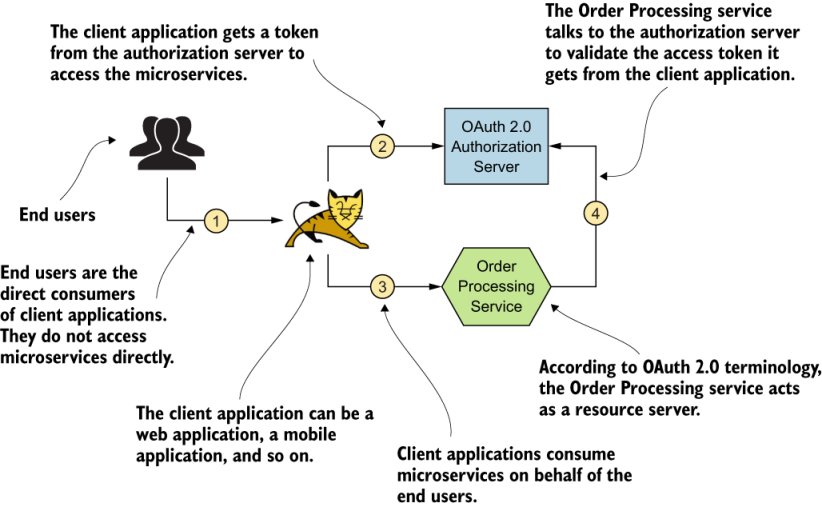 The client application gets a token
from the authorization server to
access the microservices.
The Order Processing service
talks to the authorization server
to validate the access token it
gets from the client application.
OAuth 2.0
Authorization
Server
2
End users
1
4
End users are the
direct consumers
of client applications.
They do not access
microservices directly.
3
Order
Processing
Service
According to OAuth 2.0 terminology,
the Order Processing service acts
as a resource server.
The client application can be a
web application, a mobile
application, and so on.
Client applications consume
microservices on behalf of the
end users.